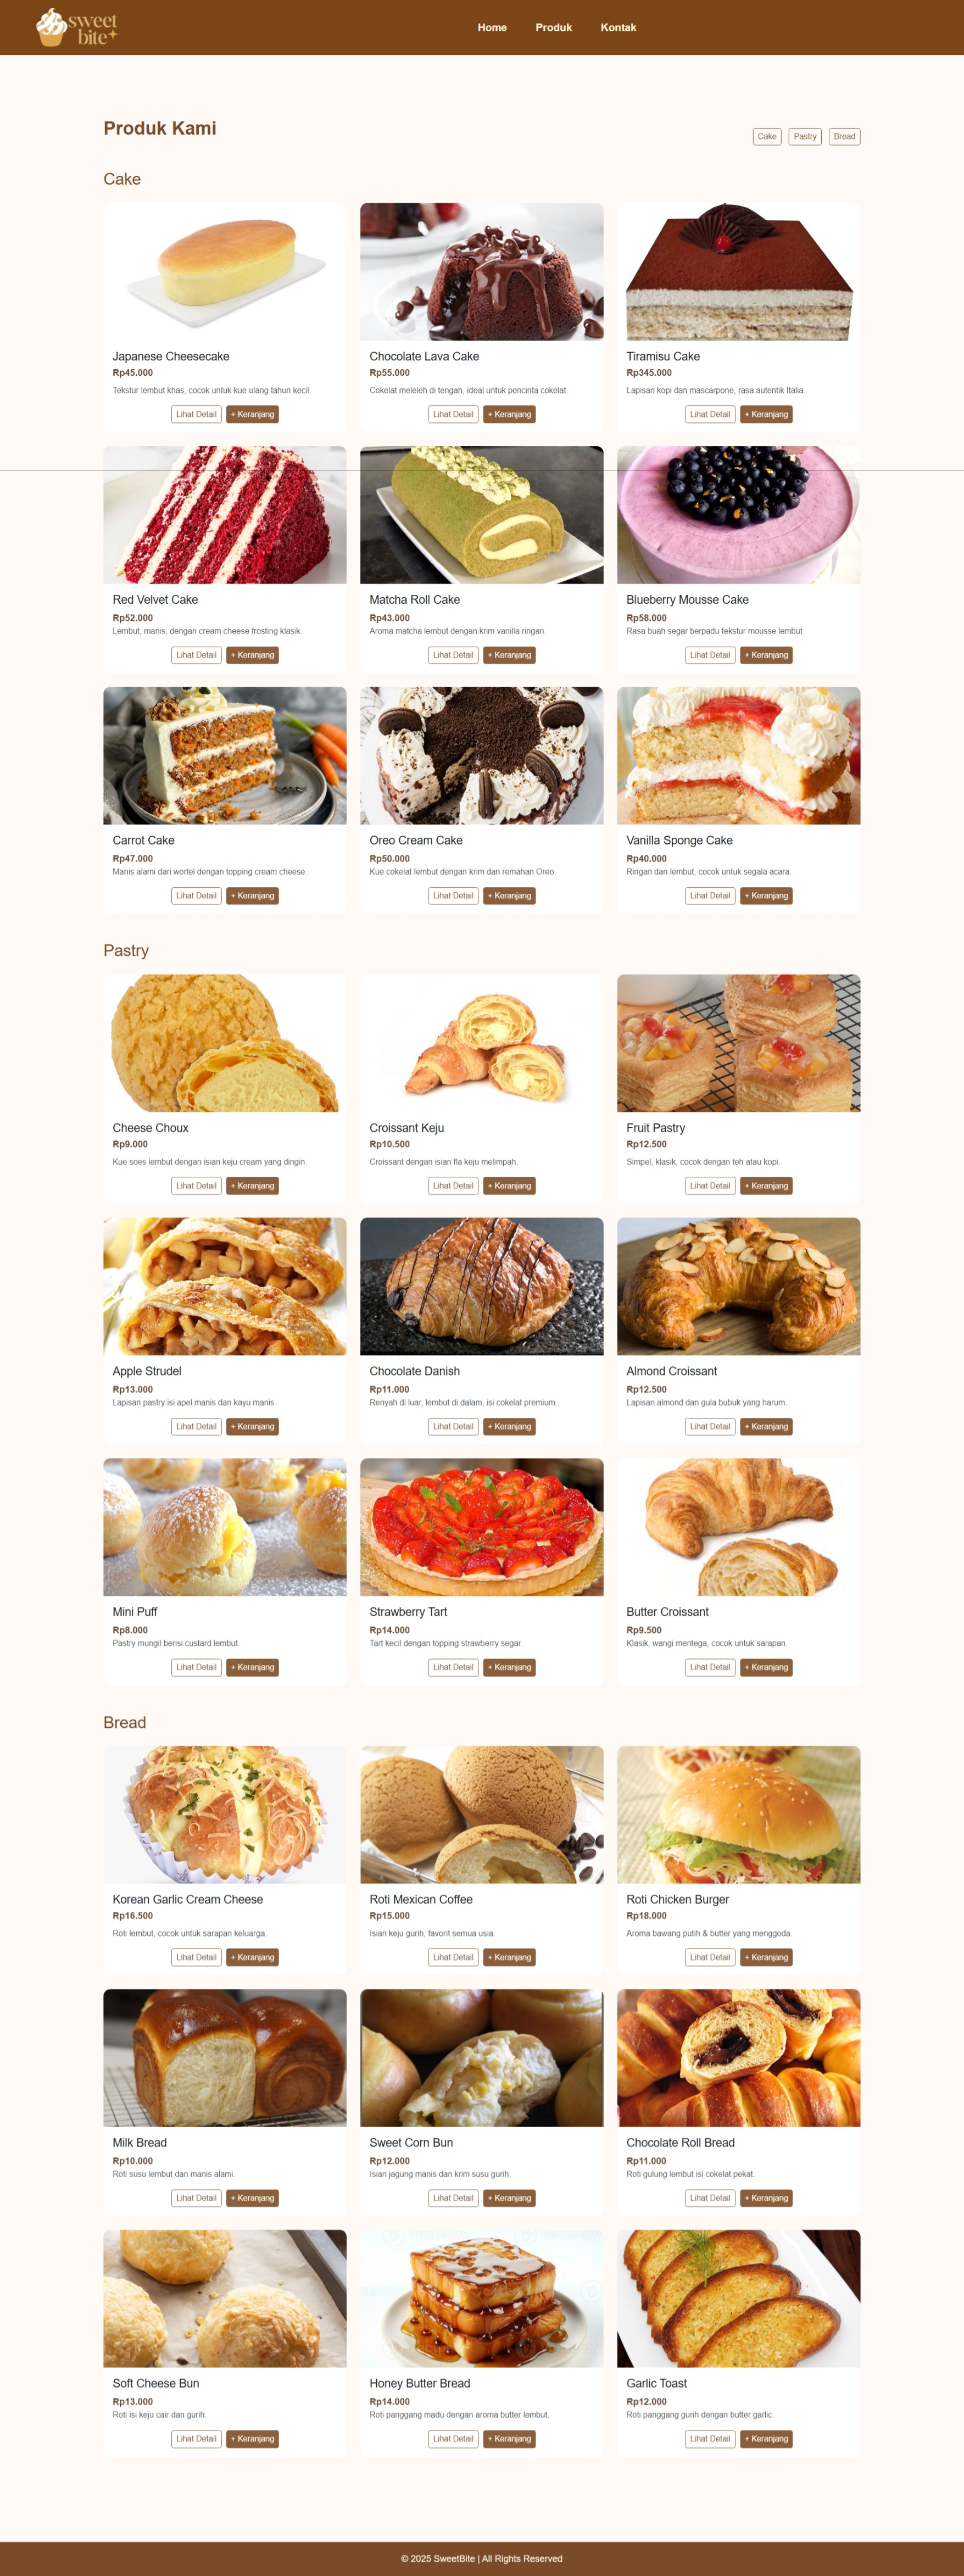 sweet
bite
Home Produk Kontak
Produk Kami
Cake Pastry Bread
Cake
Japanese Cheesecake
Rp45.000
Tekstur lembut khas, cocok untuk kue ulang tahun kecil.
Lihat Detail + Keranjang
Chocolate Lava Cake
Rp55.000
Cokelat meleleh di tengah, ideal untuk pencinta cokelat.
Lihat Detail + Keranjang
Tiramisu Cake
Rp345.000
Lapisan kopi dan mascarpone, rasa autentik Italia.
Lihat Detail + Keranjang
Red Velvet Cake
Rp52.000
Lembut, manis, dengan cream cheese frosting klasik.
Lihat Detail + Keranjang
Matcha Roll Cake
Rp43.000
Aroma matcha lembut dengan krim vanilla ringan.
Lihat Detail + Keranjang
Blueberry Mousse Cake
Rp58.000
Rasa buah segar berpadu tekstur mousse lembut.
Lihat Detail + Keranjang
Carrot Cake
Rp47.000
Manis alami dari wortel dengan topping cream cheese.
Lihat Detail + Keranjang
Oreo Cream Cake
Rp50.000
Kue cokelat lembut dengan krim dan remahan Oreo.
Lihat Detail + Keranjang
Vanilla Sponge Cake
Rp40.000
Ringan dan lembut, cocok untuk segala acara.
Lihat Detail + Keranjang
Pastry
Cheese Choux
Rp9.000
Kue soes lembut dengan isian keju cream yang dingin.
Lihat Detail + Keranjang
Croissant Keju
Rp10.500
Croissant dengan isian fla keju melimpah.
Lihat Detail + Keranjang
Fruit Pastry
Rp12.500
Simpel, klasik, cocok dengan teh atau kopi.
Lihat Detail + Keranjang
Apple Strudel
Rp13.000
Lapisan pastry isi apel manis dan kayu manis.
Lihat Detail + Keranjang
Chocolate Danish
Rp11.000
Renyah di luar, lembut di dalam, isi cokelat premium.
Lihat Detail + Keranjang
Almond Croissant
Rp12.500
Lapisan almond dan gula bubuk yang harum.
Lihat Detail + Keranjang
Mini Puff
Rp8.000
Pastry mungil berisi custard lembut.
Lihat Detail + Keranjang
Strawberry Tart
Rp14.000
Tart kecil dengan topping strawberry segar.
Lihat Detail + Keranjang
Butter Croissant
Rp9.500
Klasik, wangi mentega, cocok untuk sarapan.
Lihat Detail + Keranjang
Bread
Korean Garlic Cream Cheese
Rp16.500
Roti lembut, cocok untuk sarapan keluarga.
Lihat Detail + Keranjang
Roti Mexican Coffee
Rp15.000
Isian keju gurih, favorit semua usia.
Lihat Detail + Keranjang
Roti Chicken Burger
Rp18.000
Aroma bawang putih & butter yang menggoda.
Lihat Detail + Keranjang
Milk Bread
Rp10.000
Roti susu lembut dan manis alami.
Lihat Detail + Keranjang
Sweet Corn Bun
Rp12.000
Isian jagung manis dan krim susu gurih.
Lihat Detail + Keranjang
Chocolate Roll Bread
Rp11.000
Roti gulung lembut isi cokelat pekat.
Lihat Detail + Keranjang
Soft Cheese Bun
Rp13.000
Roti isi keju cair dan gurih.
Lihat Detail + Keranjang
Honey Butter Bread
Rp14.000
Roti panggang madu dengan aroma butter lembut.
Lihat Detail + Keranjang
Garlic Toast
Rp12.000
Roti panggang gurih dengan butter garlic.
Lihat Detail + Keranjang
© 2025 SweetBite | All Rights Reserved